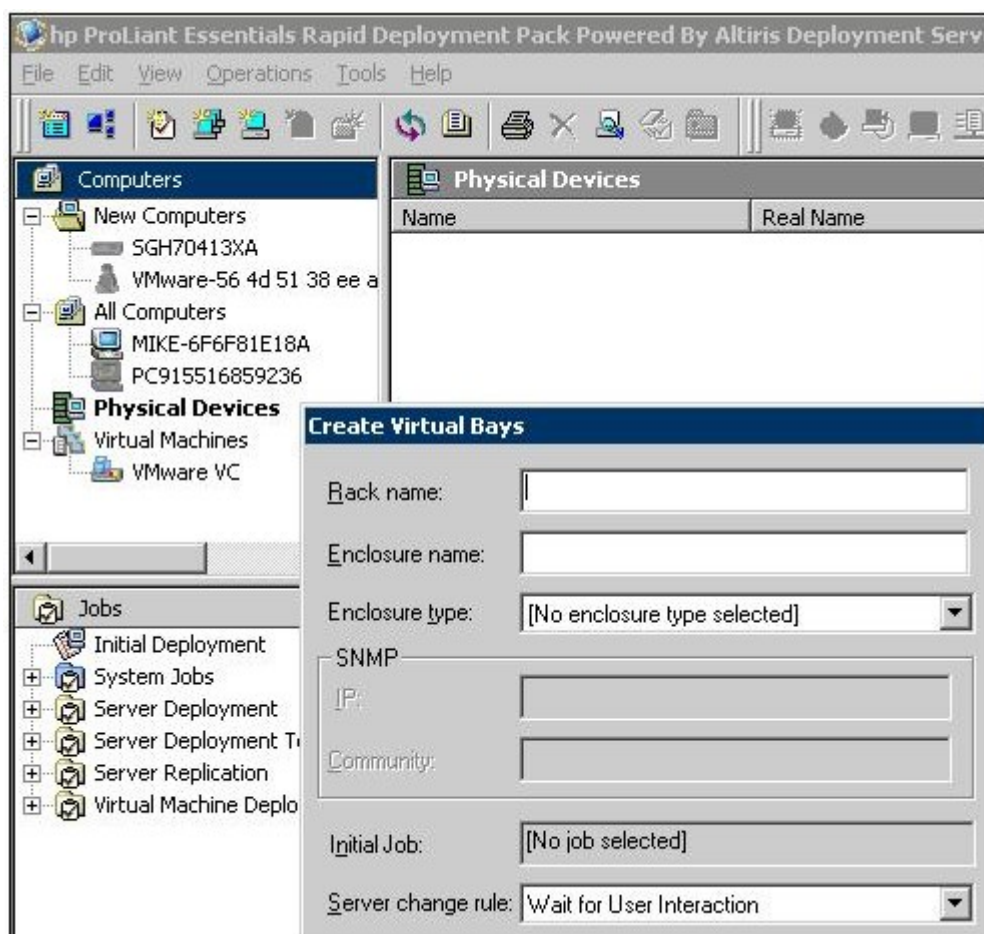 hp ProLiant Essentials Rapid Deployment Pack Powered By Altiris Deployment Serv
File Edit View Operations Tools Help
Computers
New Computers
SGH70413XA
VMware-56 4d 51 38 ee a
All Computers
MIKE-6F6F81E18A
PC915516859236
Physical Devices
Virtual Machines
VMware VC
Physical Devices
Name Real Name
Jobs
Initial Deployment
System Jobs
Server Deployment
Server Deployment T
Server Replication
Virtual Machine Deplo
Create Virtual Bays
Rack name:
Enclosure name:
Enclosure type: [No enclosure type selected]
SNMP
IP:
Community:
Initial Job: [No job selected]
Server change rule: Wait for User Interaction